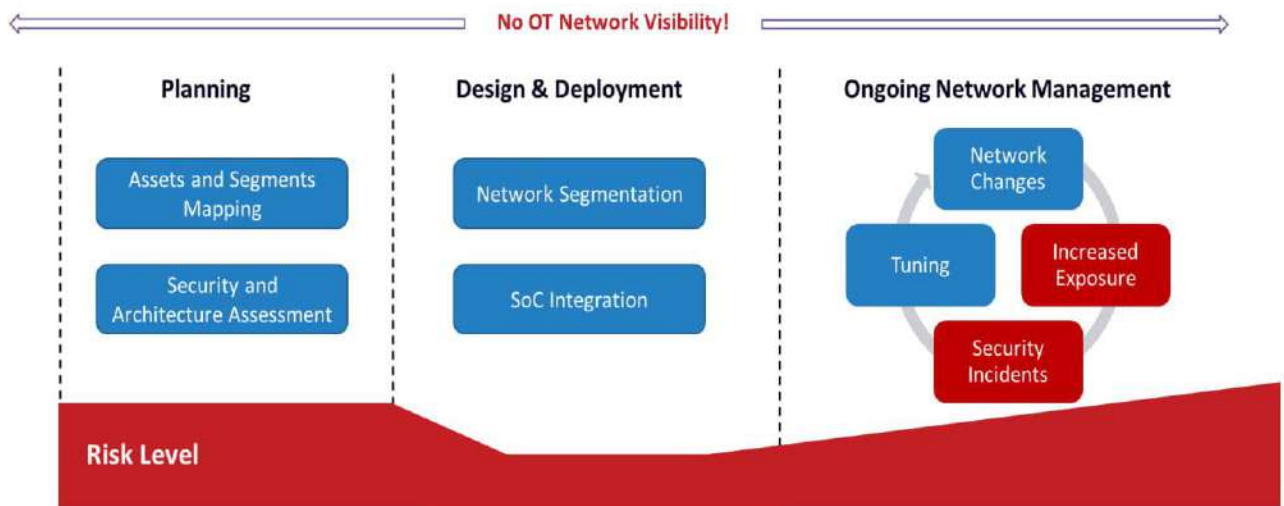 No OT Network Visibility!
Planning
Assets and Segments
Mapping
Security and
Architecture Assessment
Design & Deployment
Network Segmentation
SoC Integration
Ongoing Network Management
Network
Changes
Increased
Exposure
Security
Incidents
Tuning
Risk Level